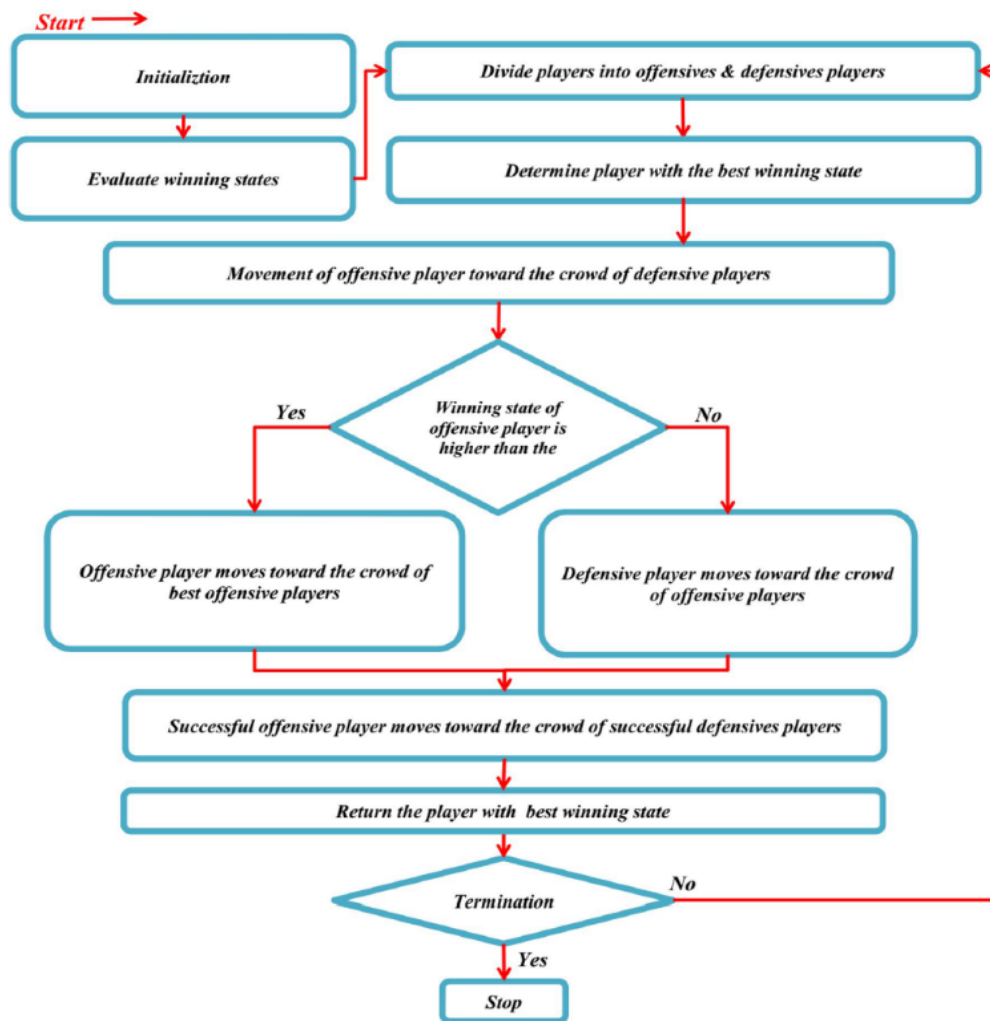 Start
Initializtion
Divide players into offensives & defensives players
Evaluate winning states
Determine player with the best winning state
Movement of offensive player toward the crowd of defensive players
Yes
Winning state of
offensive player is
higher than the
No
Offensive player moves toward the crowd of
best offensive players
Defensive player moves toward the crowd
of offensive players
Successful offensive player moves toward the crowd of successful defensives players
Return the player with best winning state
Termination
No
Yes
Stop